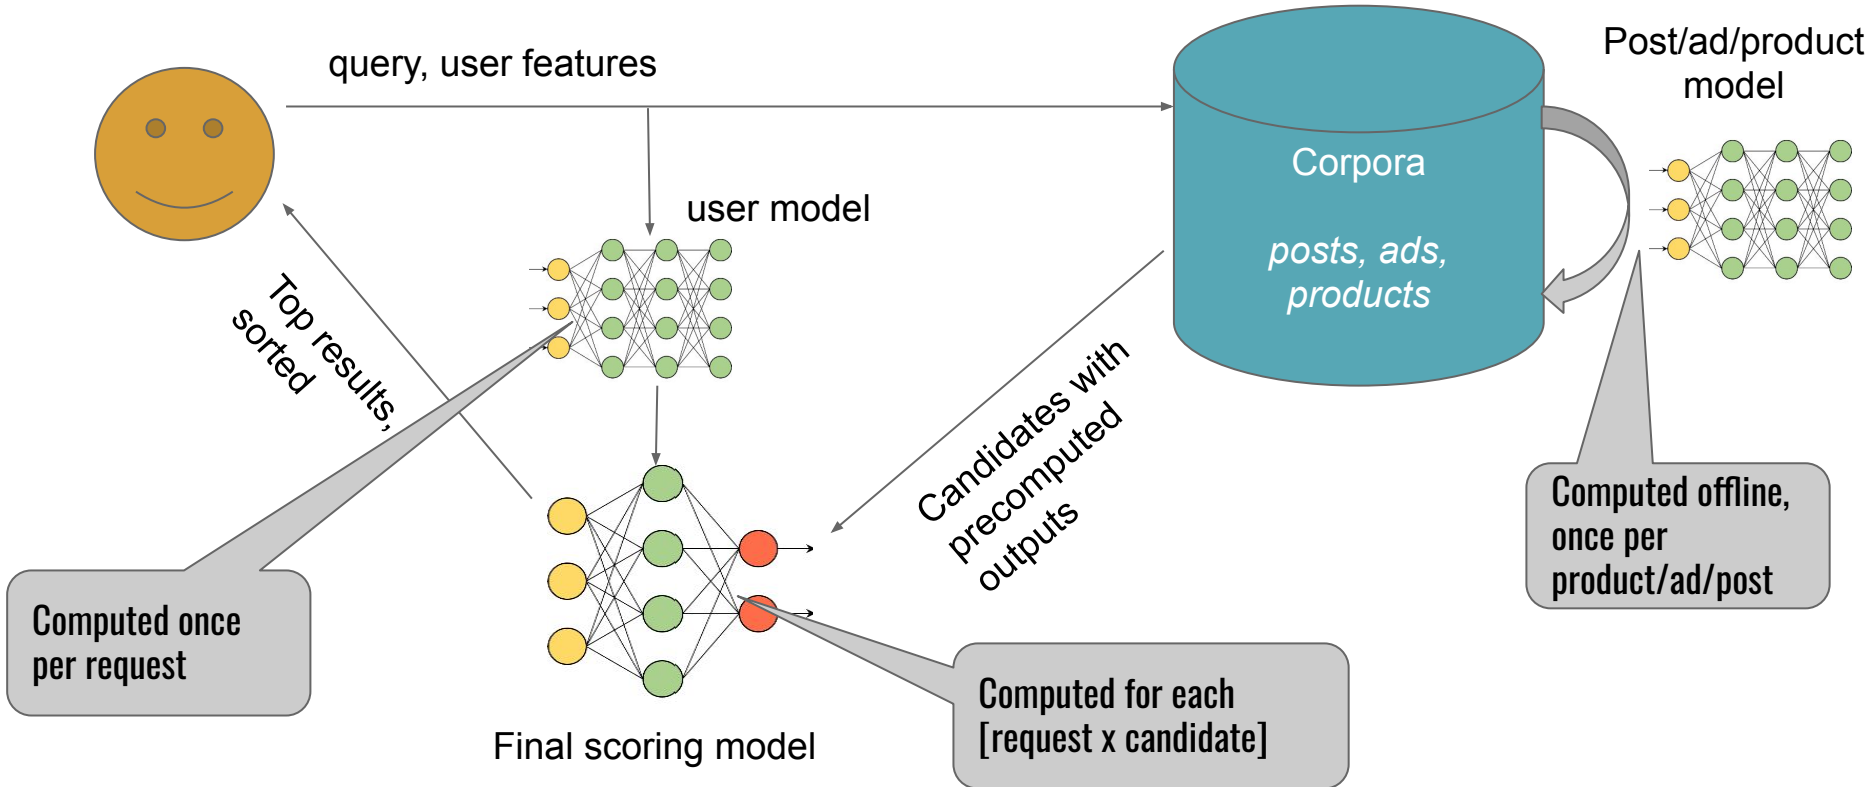 query, user features
Post/ad/product
model
Corpora
posts, ads,
products
user model
Top results,
sorted
Candidates with
precomputed
outputs
Computed offline,
once per
product/ad/post
Computed once
per request
Computed for each
[request x candidate]
Final scoring model